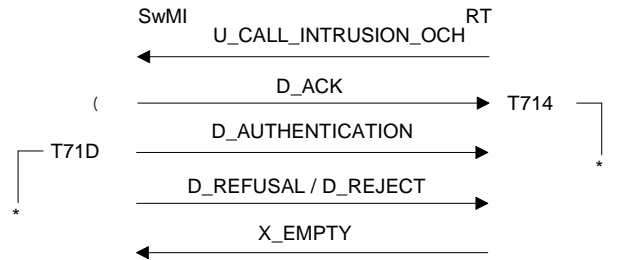 SwMI RT
U_CALL_INTRUSION_OCH
D_ACK
( T714
D_AUTHENTICATION
T71D
*
D_REFUSAL / D_REJECT
*
X_EMPTY